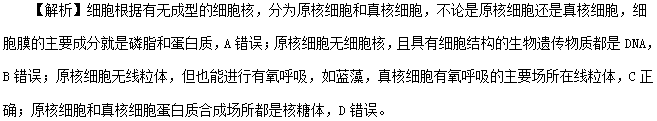 【解析】细胞根据有无成型的细胞核，分为原核细胞和真核细胞，不论是原核细胞还是真核细胞，细
胞膜的主要成分就是磷脂和蛋白质，A 错误；原核细胞无细胞核，且具有细胞结构的生物遗传物质都是 DNA，
B 错误；原核细胞无线粒体，但也能进行有氧呼吸，如蓝藻，真核细胞有氧呼吸的主要场所在线粒体，C 正
确；原核细胞和真核细胞蛋白质合成场所都是核糖体，D 错误。